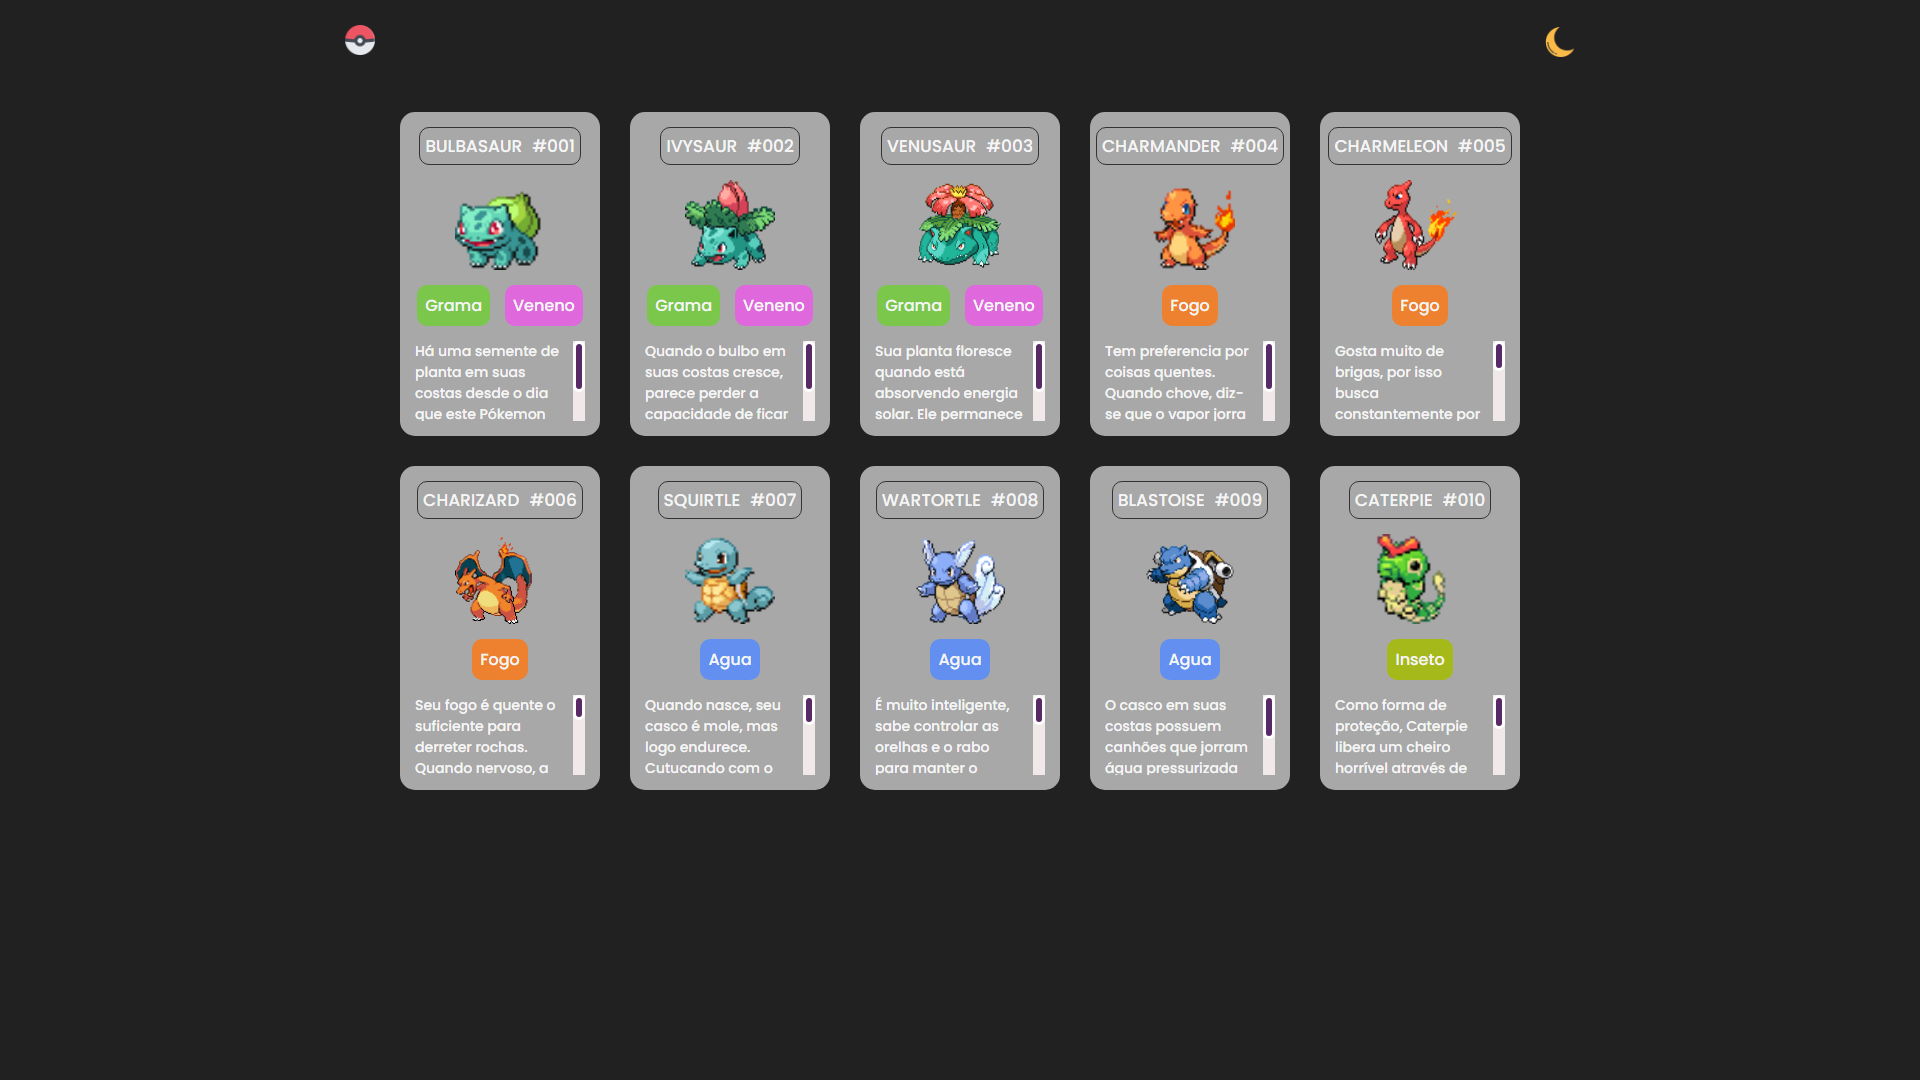 BULBASAUR #001
Grama Veneno
Há uma semente de
planta em suas
costas desde o dia
que este Pókemon
IVYSAUR #002
Grama Veneno
Quando o bulbo em
suas costas cresce,
parece perder a
capacidade de ficar
VENUSAUR #003
Grama Veneno
Sua planta floresce
quando está
absorvendo energia
solar. Ele permanece
CHARMANDER #004
Fogo
Tem preferencia por
coisas quentes.
Quando chove, diz-
se que o vapor jorra
CHARMELEON #005
Fogo
Gosta muito de
brigas, por isso
busca
constantemente por
CHARIZARD #006
Fogo
Seu fogo é quente o
suficiente para
derreter rochas.
Quando nervoso, a
SQUIRTLE #007
Agua
Quando nasce, seu
casco é mole, mas
logo endurece.
Cutucando com o
WARTORTLE #008
Agua
É muito inteligente,
sabe controlar as
orelhas e o rabo
para manter o
BLASTOISE #009
Agua
O casco em suas
costas possuem
canhões que jorram
água pressurizada
CATERPIE #010
Inseto
Como forma de
proteção, Caterpie
libera um cheiro
horrível através de